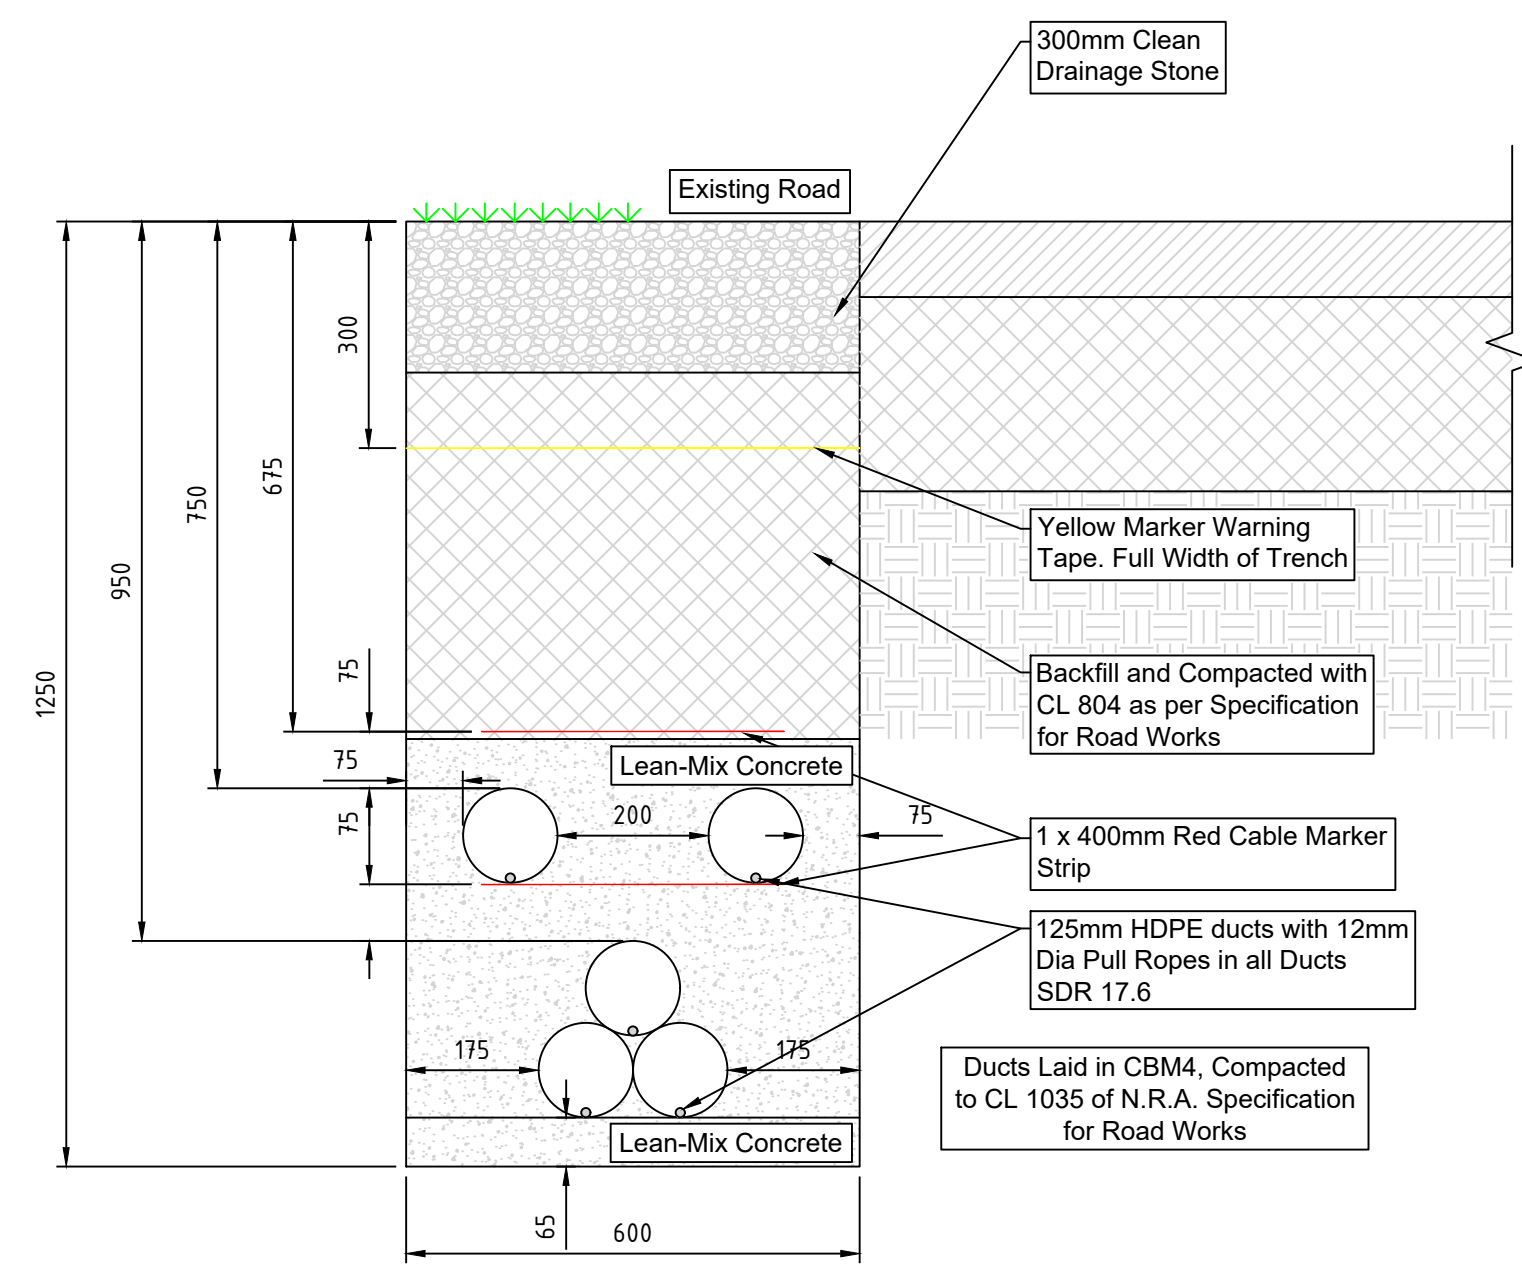 300mm Clean
Drainage Stone
Existing Road
300
675
750
950
1250
Yellow Marker Warning
Tape. Full Width of Trench
Backfill and Compacted with
CL 804 as per Specification
for Road Works
75
Lean-Mix Concrete
75
75
200
75
1 x 400mm Red Cable Marker
Strip
125mm HDPE ducts with 12mm
Dia Pull Ropes in all Ducts
SDR 17.6
175
175
Ducts Laid in CBM4, Compacted
to CL 1035 of N.R.A. Specification
for Road Works
Lean-Mix Concrete
65
600